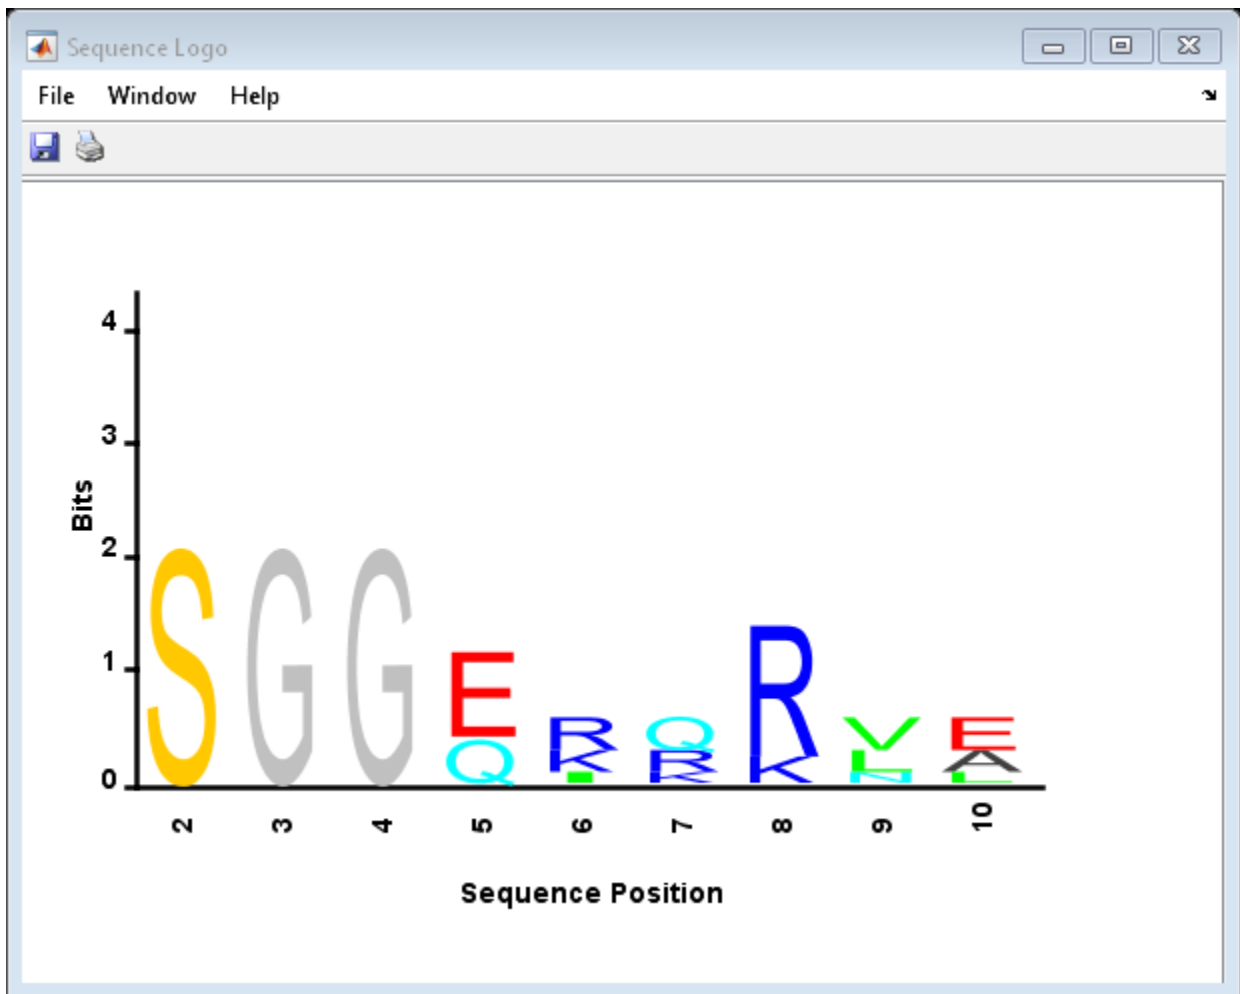 Sequence Logo
File Window Help
4
3
2
1
0
Bits
S G G E R Q R V E
Q K R K L A
K N L
2 3 4 5 6 7 8 9 10
Sequence Position